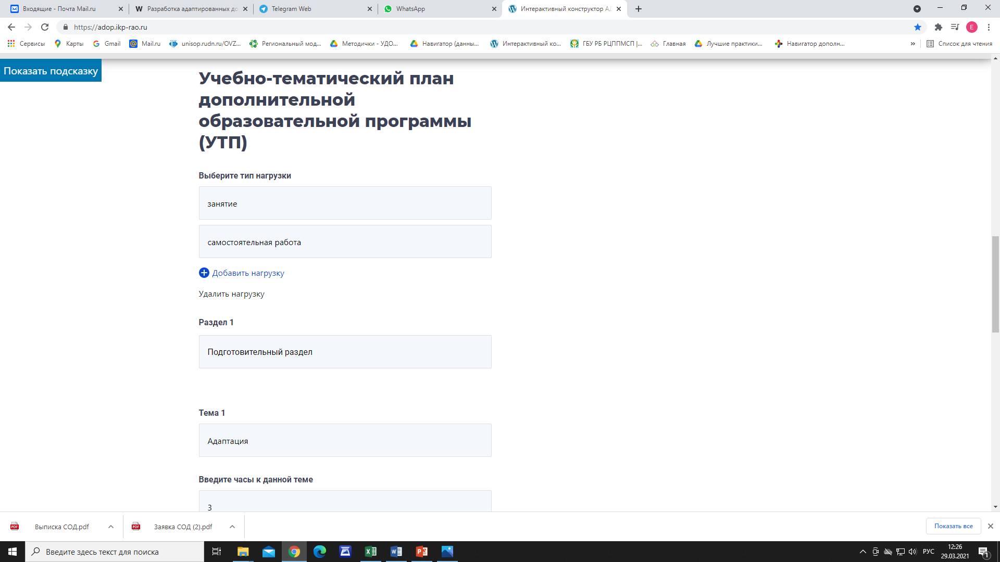 Входящие - Почта Mail.ru
Разработка адаптированных до
Telegram Web
WhatsApp
Интерактивный конструктор АД
https://adop.ikp-rao.ru
E
Сервисы
Карты
Gmail
Mail.ru
unisop.rudn.ru/OVZ...
Региональный мод...
Методички - УДО...
Навигатор (данны...
Интерактивный ко...
ГБУ РБ РЦППМСП |...
Главная
Лучшие практики...
Навигатор дополн...
»
Список для чтения
Показать подсказку
Учебно-тематический план
дополнительной
образовательной программы
(УТП)
Выберите тип нагрузки
занятие
самостоятельная работа
Добавить нагрузку
Удалить нагрузку
Раздел 1
Подготовительный раздел
Тема 1
Адаптация
Введите часы к данной теме
3
Выписка СОД.pdf
Заявка СОД (2).pdf
Показать все
Введите здесь текст для поиска
РУС
12:26
29.03.2021
1